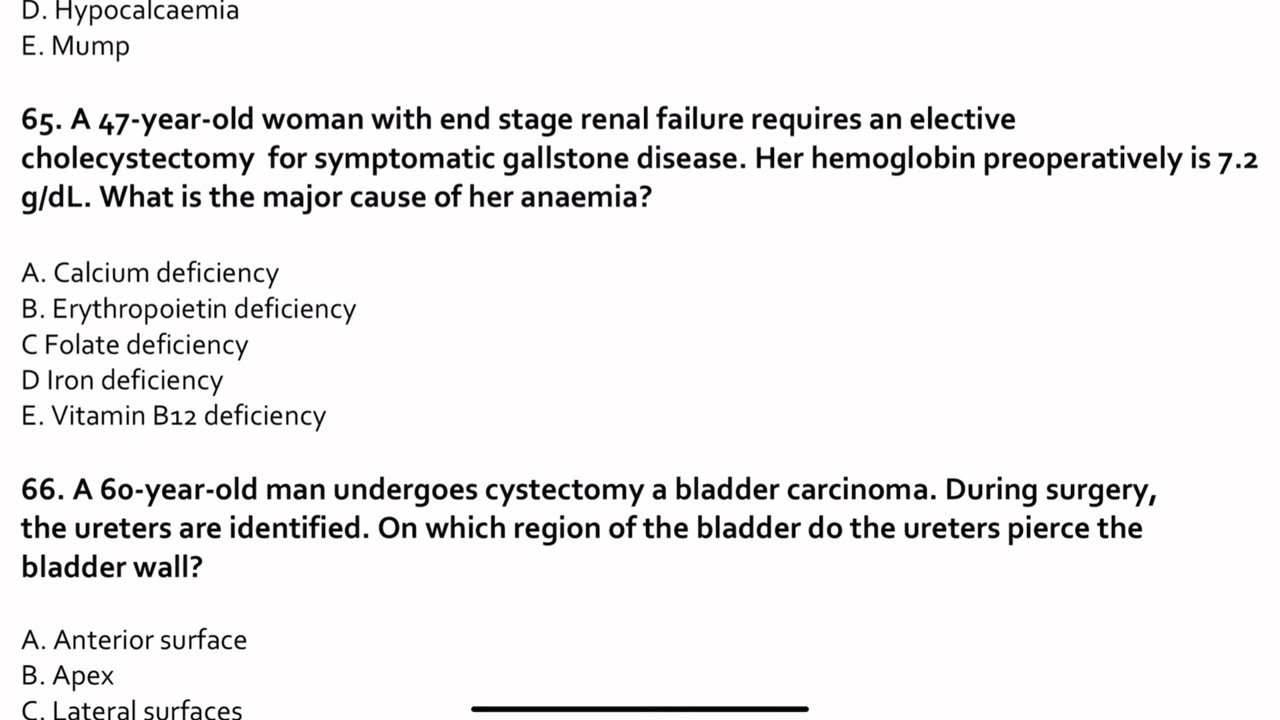 D. Hypocalcaemia
E. Mump
65. A 47-year-old woman with end stage renal failure requires an elective
cholecystectomy for symptomatic gallstone disease. Her hemoglobin preoperatively is 7.2
g/dL. What is the major cause of her anaemia?
A. Calcium deficiency
B. Erythropoietin deficiency
C Folate deficiency
D Iron deficiency
E. Vitamin B12 deficiency
66. A 60-year-old man undergoes cystectomy a bladder carcinoma. During surgery,
the ureters are identified. On which region of the bladder do the ureters pierce the
bladder wall?
A. Anterior surface
B. Apex
C. Lateral surfaces